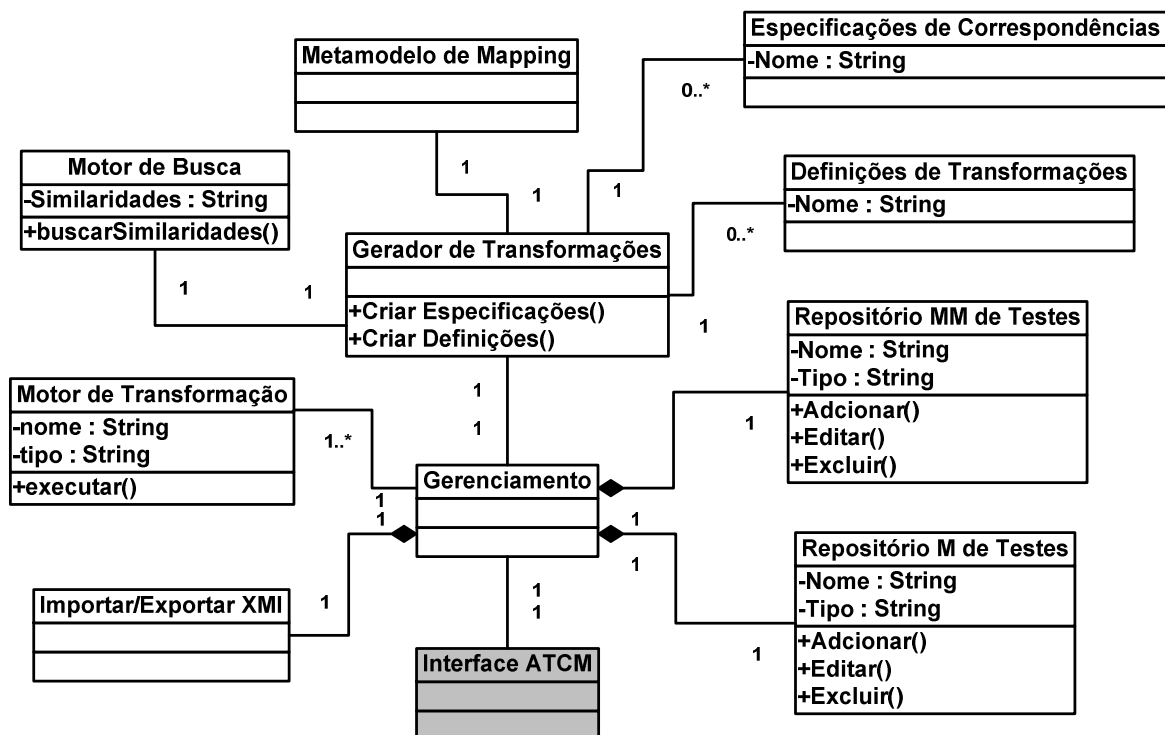 Especificações de Correspondências
-Nome : String
0..*
1
Metamodelo de Mapping
1
1
Motor de Busca
-Similaridades : String
+buscarSimilaridades()
1
1
Definições de Transformações
-Nome : String
0..*
1
Gerador de Transformações
+Criar Especificações()
+Criar Definições()
1
1
Repositório MM de Testes
-Nome : String
-Tipo : String
+Adcionar()
+Editar()
+Excluir()
1
1
Motor de Transformação
-nome : String
-tipo : String
+executar()
1..*
1
Gerenciamento
1
1
Importar/Exportar XMI
1
1
1
Repositório M de Testes
-Nome : String
-Tipo : String
+Adcionar()
+Editar()
+Excluir()
1
Interface ATCM